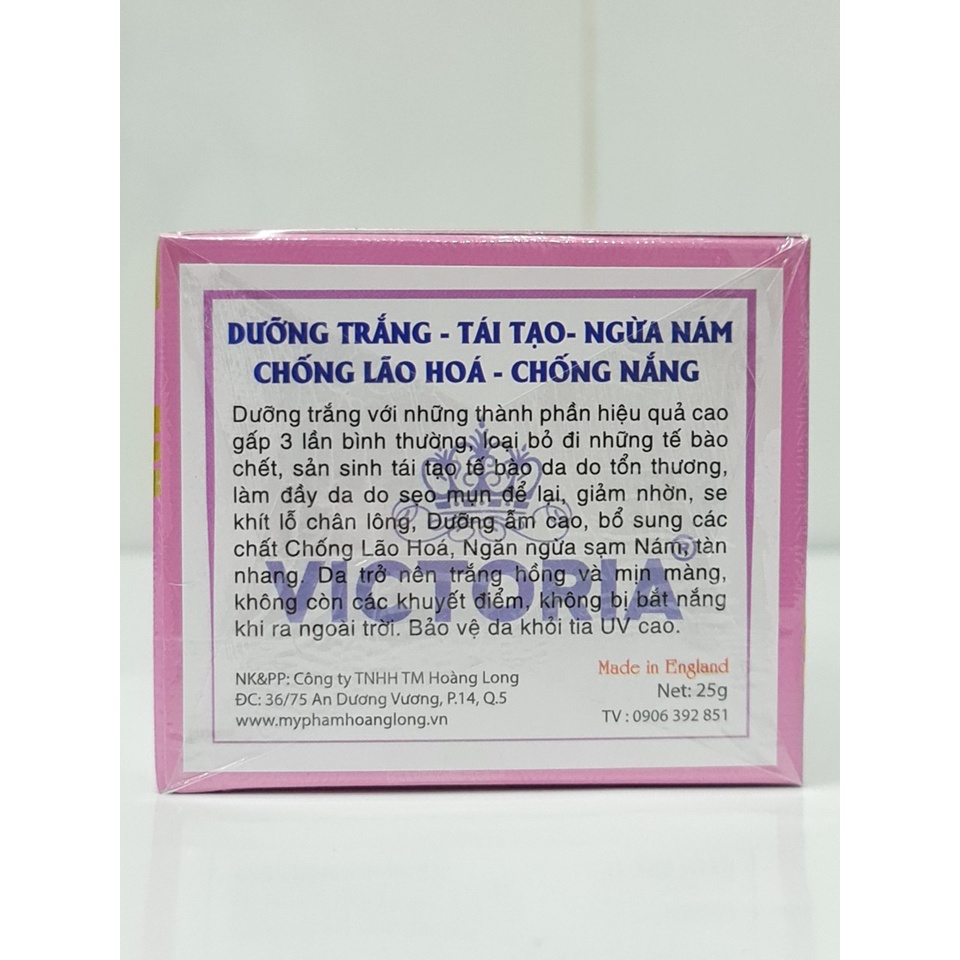 DƯỠNG TRẮNG - TÁI TẠO- NGỪA NÁM
CHỐNG LÃO HOÁ - CHỐNG NẮNG
Dưỡng trắng với những thành phần hiệu quả cao
gấp 3 lần bình thường, loại bỏ đi những tế bào
chết, sản sinh tái tạo tế bào da do tổn thương,
làm đầy da do sẹo mụn để lại, giảm nhờn, se
khít lỗ chân lông, Dưỡng ẩm cao, bổ sung các
chất Chống Lão Hoá, Ngăn ngừa sạm Nám, tàn
nhang. Da trở nên trắng hồng và mịn màng,
không còn các khuyết điểm, không bị bắt nắng
khi ra ngoài trời. Bảo vệ da khỏi tia UV cao.
VICTORIA®
NK&PP: Công ty TNHH TM Hoàng Long
ĐC: 36/75 An Dương Vương, P.14, Q.5
www.myphamhoanglong.vn
Made in England
Net: 25g
TV : 0906 392 851